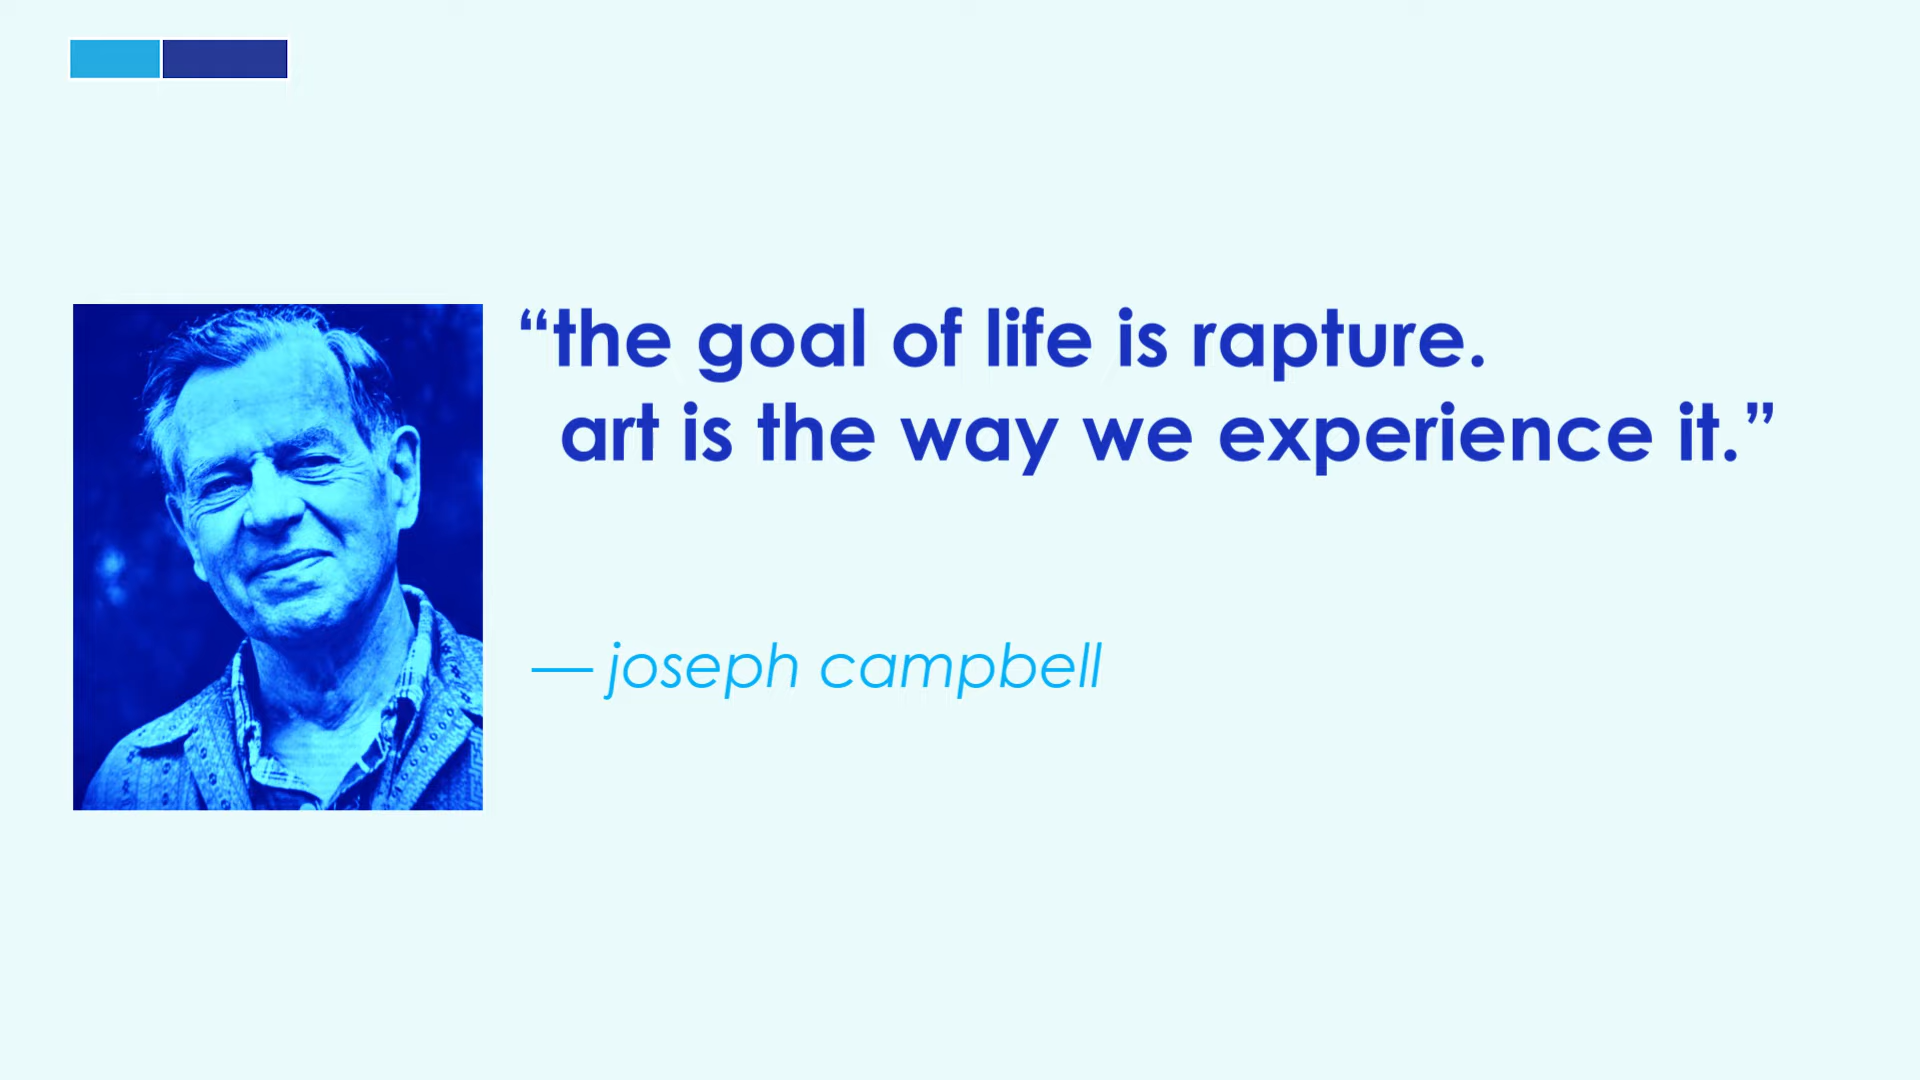 “the goal of life is rapture.
art is the way we experience it.”
— joseph campbell